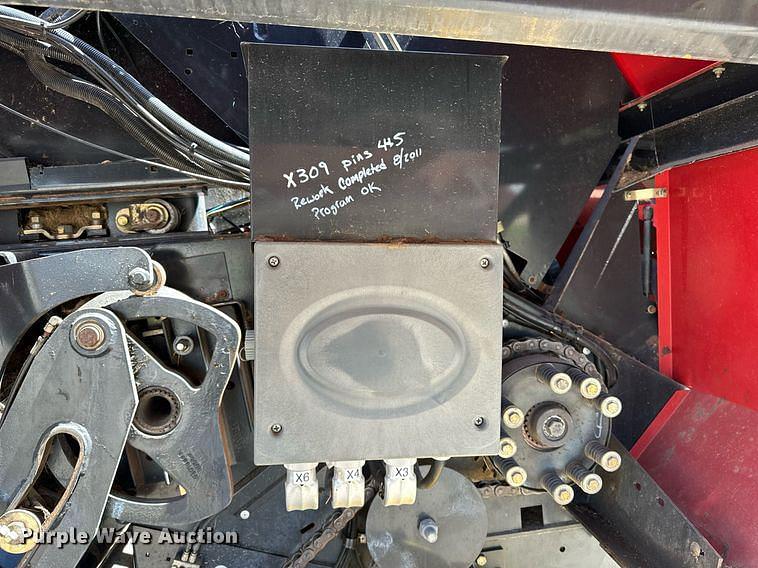 X309 pins 4&5
Rework Completed 8/2011
Program OK
X6 X4 X3
Purple Wave Auction